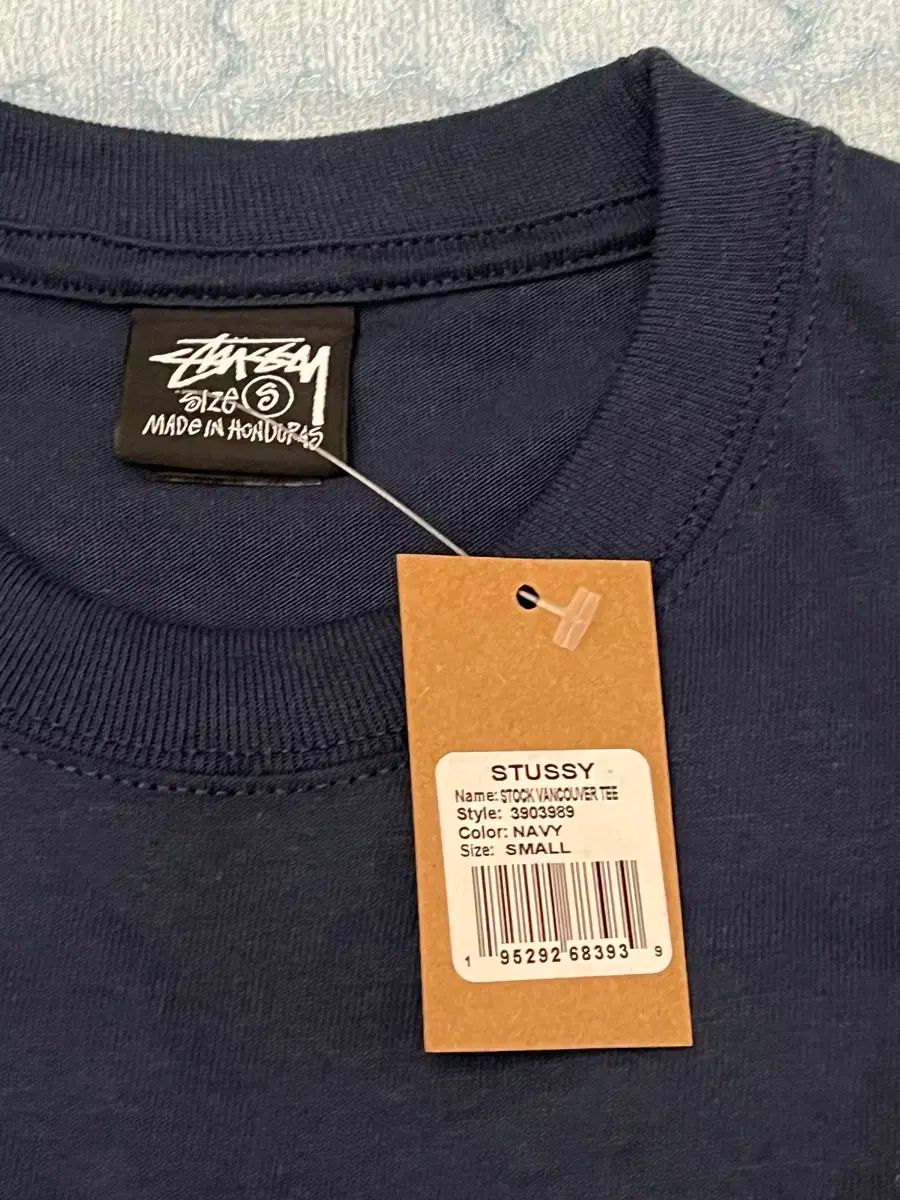 STÜSSY
SIZE S
MADE IN HONDURAS
STUSSY
Name: STOCK VANCOUVER TEE
Style: 3903989
Color: NAVY
Size: SMALL
1 95292 68393 9